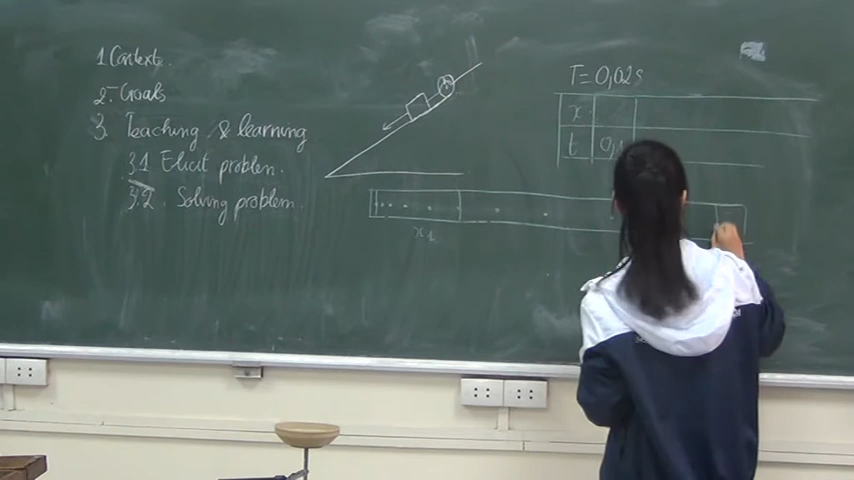 1. Context.
2. Goals
3. Teaching & learning.
3.1 Elicit problem.
3.2. Solving problem.
T=0,02s
x
t 0,1
x1